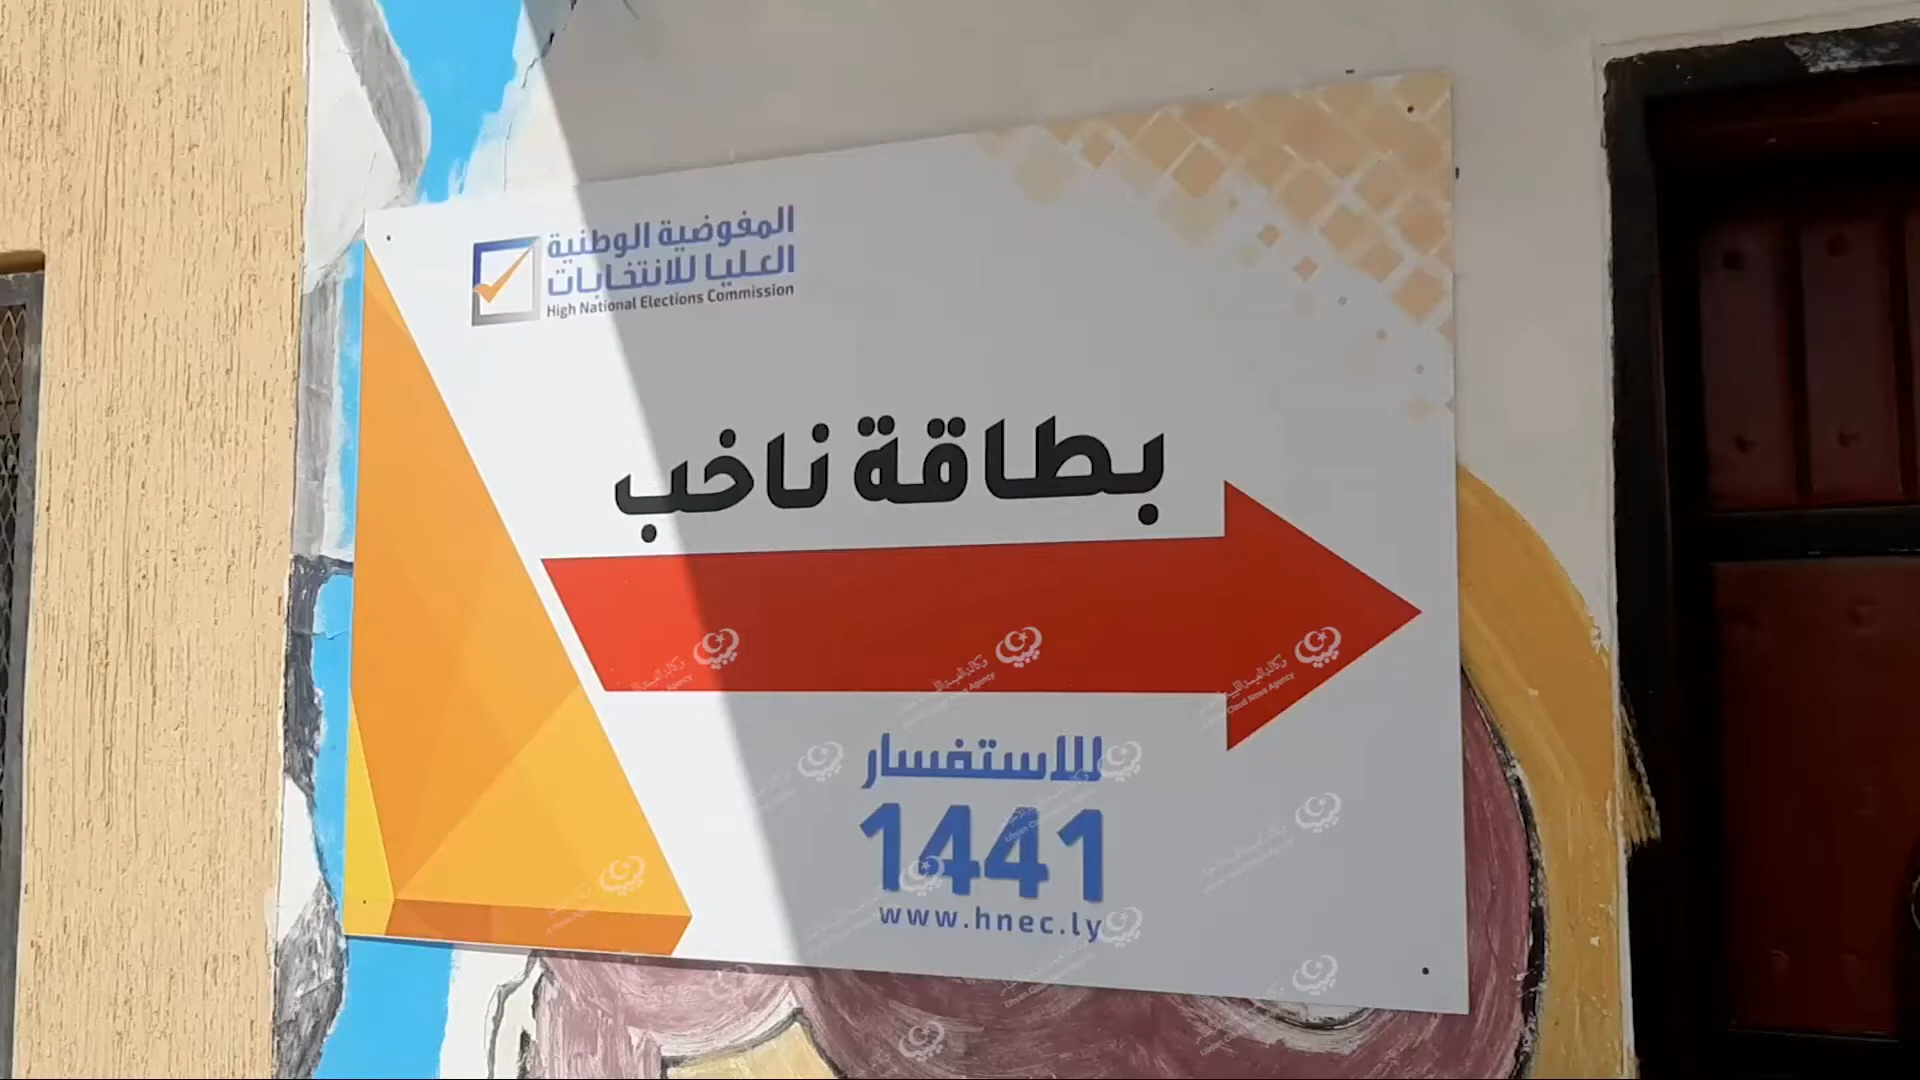 المفوضية الوطنية
العليا للانتخابات
High National Elections Commission
بطاقة ناخب
للاستفسار
1441
www.hnec.ly